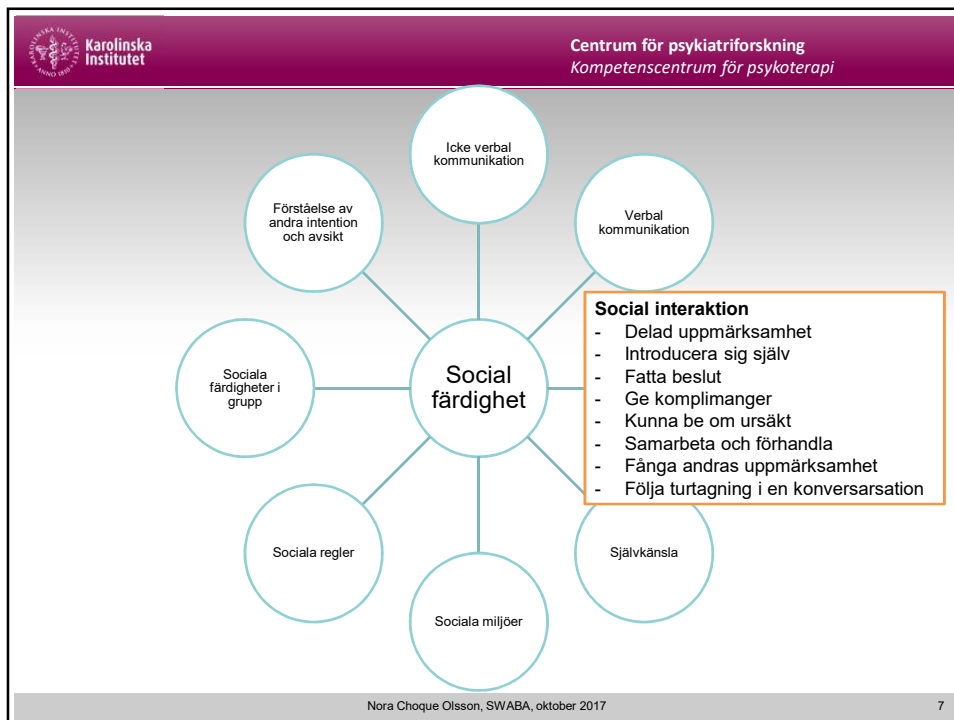 Karolinska
Institutet
Centrum för psykiatriforskning
Kompetenscentrum för psykoterapi
Icke verbal
kommunikation
Förståelse av
andra intention
och avsikt
Verbal
kommunikation
Social interaktion
- Delad uppmärksamhet
- Introducera sig själv
- Fatta beslut
- Ge komplimanger
- Kunna be om ursäkt
- Samarbeta och förhandla
- Fånga andras uppmärksamhet
- Följa turtagning i en konversarsation
Sociala
färdigheter i
grupp
Social
färdighet
Sociala regler
Självkänsla
Sociala miljöer
Nora Choque Olsson, SWABA, oktober 2017
7